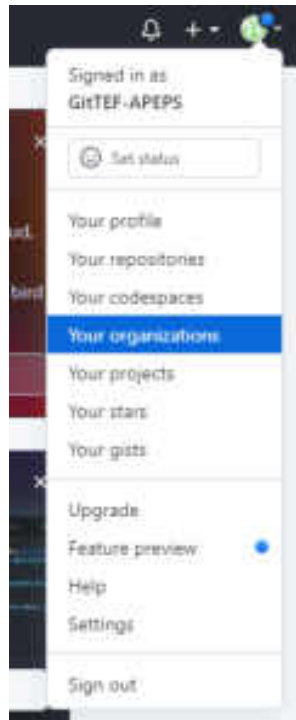 Signed in as
GitTEF-APEPS
Set status
Your profile
Your repositories
Your codespaces
Your organizations
Your projects
Your stars
Your gists
Upgrade
Feature preview
Help
Settings
Sign out